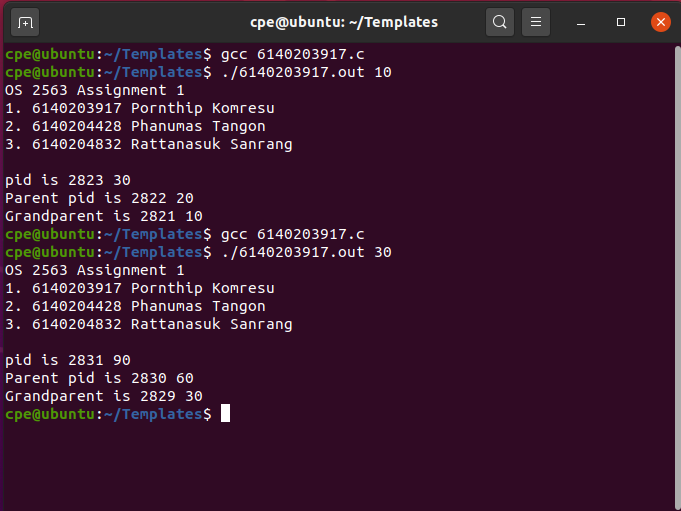 cpe@ubuntu: ~/Templates
cpe@ubuntu:~/Templates$ gcc 6140203917.c
cpe@ubuntu:~/Templates$ ./6140203917.out 10
OS 2563 Assignment 1
1. 6140203917 Pornthip Komresu
2. 6140204428 Phanumas Tangon
3. 6140204832 Rattanasuk Sanrang
pid is 2823 30
Parent pid is 2822 20
Grandparent is 2821 10
cpe@ubuntu:~/Templates$ gcc 6140203917.c
cpe@ubuntu:~/Templates$ ./6140203917.out 30
OS 2563 Assignment 1
1. 6140203917 Pornthip Komresu
2. 6140204428 Phanumas Tangon
3. 6140204832 Rattanasuk Sanrang
pid is 2831 90
Parent pid is 2830 60
Grandparent is 2829 30
cpe@ubuntu:~/Templates$